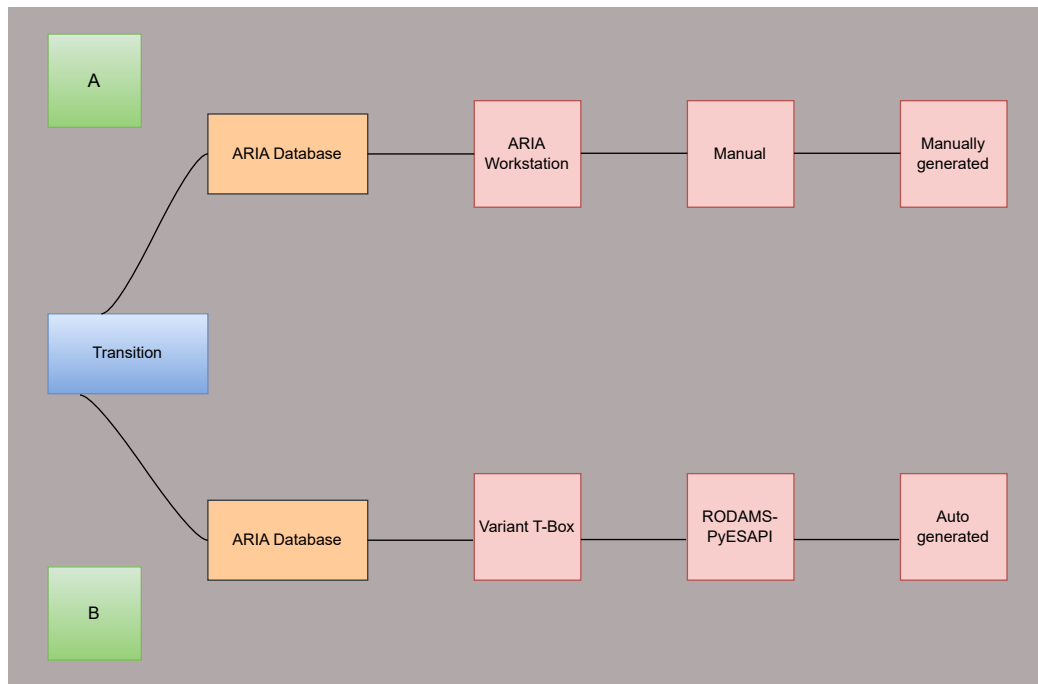 A
ARIA Database
ARIA
Workstation
Manual
Manually
generated
Transition
ARIA Database
Variant T-Box
RODAMS-
PyESAPI
Auto
generated
B